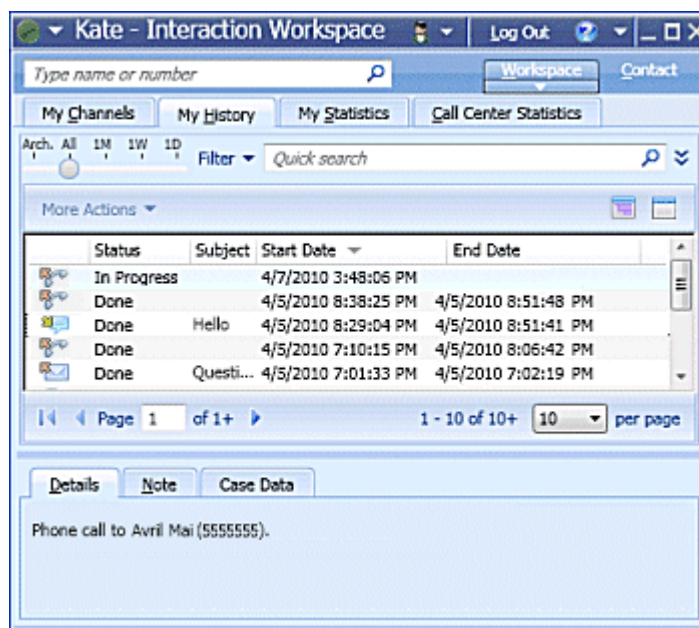 Kate - Interaction Workspace Log Out
Type name or number Workspace Contact
My Channels My History My Statistics Call Center Statistics
Arch. All 1M 1W 1D Filter Quick search
More Actions
Status Subject Start Date End Date
In Progress 4/7/2010 3:48:06 PM
Done 4/5/2010 8:38:25 PM 4/5/2010 8:51:48 PM
Done Hello 4/5/2010 8:29:04 PM 4/5/2010 8:51:41 PM
Done 4/5/2010 7:10:15 PM 4/5/2010 8:06:42 PM
Done Questi... 4/5/2010 7:01:33 PM 4/5/2010 7:02:19 PM
Page 1 of 1+ 1 - 10 of 10+ 10 per page
Details Note Case Data
Phone call to Avril Mai (5555555).